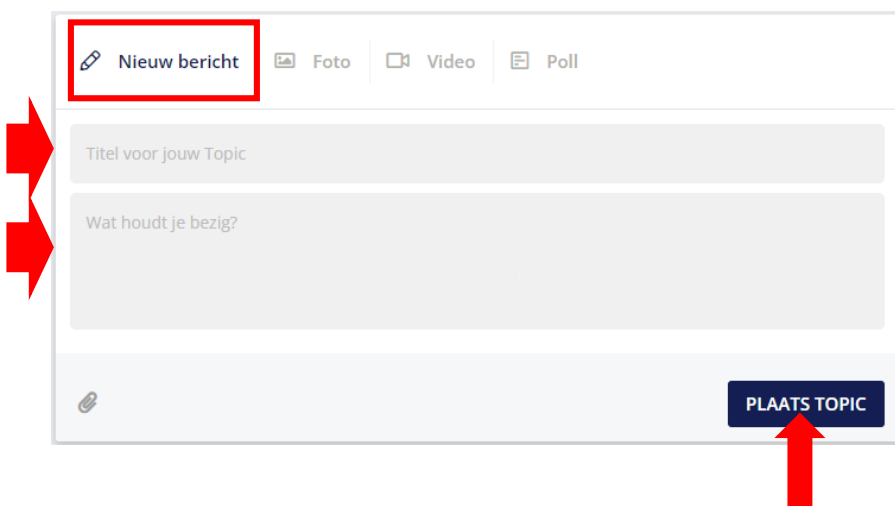 Nieuw bericht Foto Video Poll
Titel voor jouw Topic
Wat houdt je bezig?
PLAATS TOPIC